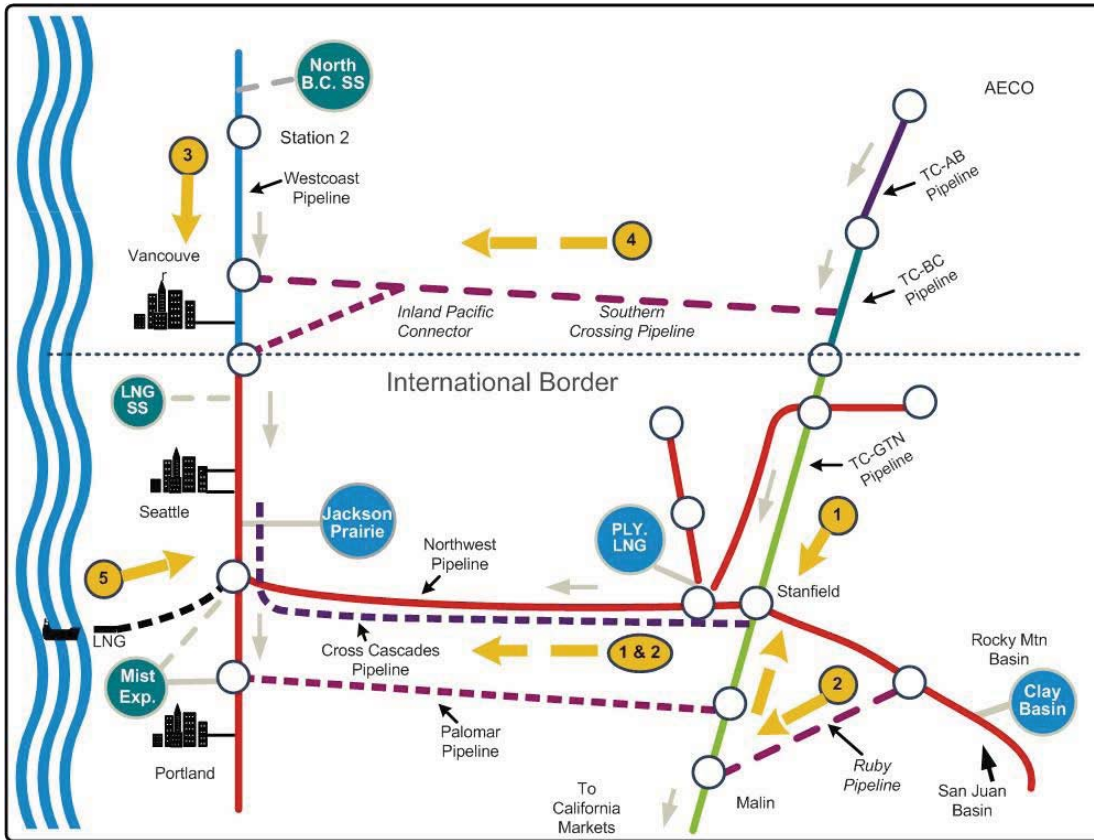 North
B.C. SS
AECO
Station 2
3
Westcoast
Pipeline
TC-AB
Pipeline
Vancouve
4
TC-BC
Pipeline
Inland Pacific
Connector
Southern
Crossing Pipeline
International Border
LNG
SS
TC-GTN
Pipeline
Seattle
Jackson
Prairie
PLY.
LNG
1
Northwest
Pipeline
5
Stanfield
LNG
Cross Cascades
Pipeline
1 & 2
Rocky Mtn
Basin
Mist
Exp.
2
Clay
Basin
Palomar
Pipeline
Portland
Ruby
Pipeline
To
California
Markets
Malin
San Juan
Basin